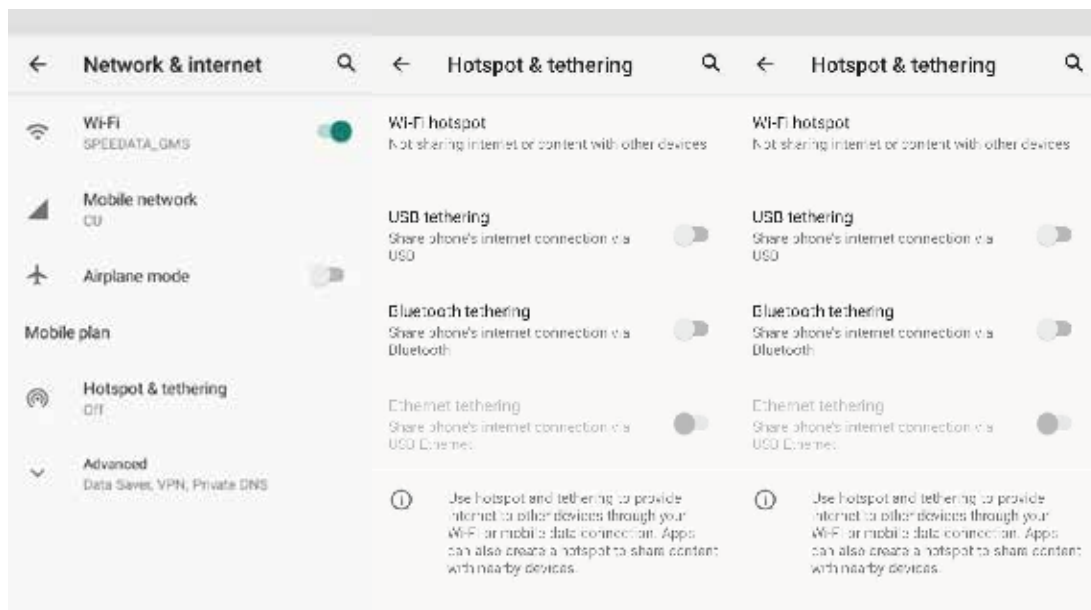 Network & internet
Wi-Fi
SPEEDATA_GMS
Mobile network
CU
Airplane mode
Mobile plan
Hotspot & tethering
Off
Advanced
Data Saver, VPN, Private DNS
Hotspot & tethering
Wi-Fi hotspot
Not sharing internet or content with other devices
USB tethering
Share phone's internet connection via
USB
Bluetooth tethering
Share phone's internet connection via
Bluetooth
Ethernet tethering
Share phone's internet connection via
USB Ethernet
Use hotspot and tethering to provide
internet to other devices through your
Wi-Fi or mobile data connection. Apps
can also create a hotspot to share content
with nearby devices.
Hotspot & tethering
Wi-Fi hotspot
Not sharing internet or content with other devices
USB tethering
Share phone's internet connection via
USB
Bluetooth tethering
Share phone's internet connection via
Bluetooth
Ethernet tethering
Share phone's internet connection via
USB Ethernet
Use hotspot and tethering to provide
internet to other devices through your
Wi-Fi or mobile data connection. Apps
can also create a hotspot to share content
with nearby devices.